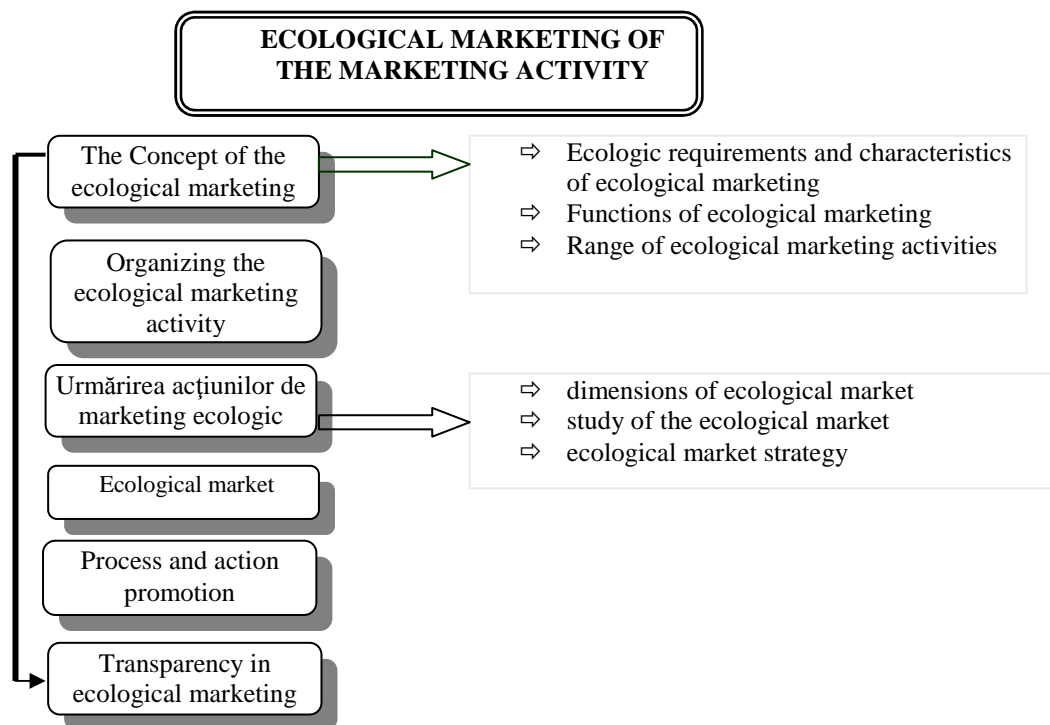 ECOLOGICAL MARKETING OF
THE MARKETING ACTIVITY
The Concept of the
ecological marketing
⇨ Ecologic requirements and characteristics
of ecological marketing
⇨ Functions of ecological marketing
⇨ Range of ecological marketing activities
Organizing the
ecological marketing
activity
Urmărirea acţiunilor de
marketing ecologic
⇨ dimensions of ecological market
⇨ study of the ecological market
⇨ ecological market strategy
Ecological market
Process and action
promotion
Transparency in
ecological marketing